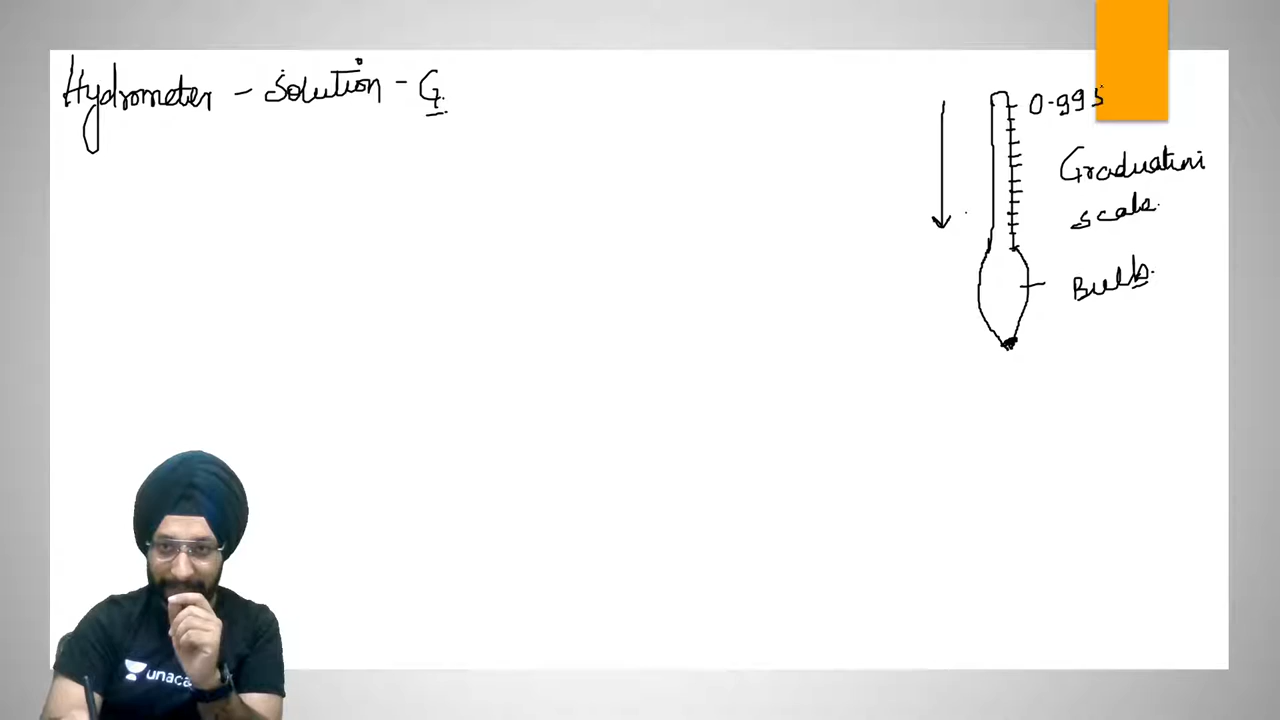 Hydrometer - Solution - G
0.995
Graduation
scale.
Bulb.
unaca